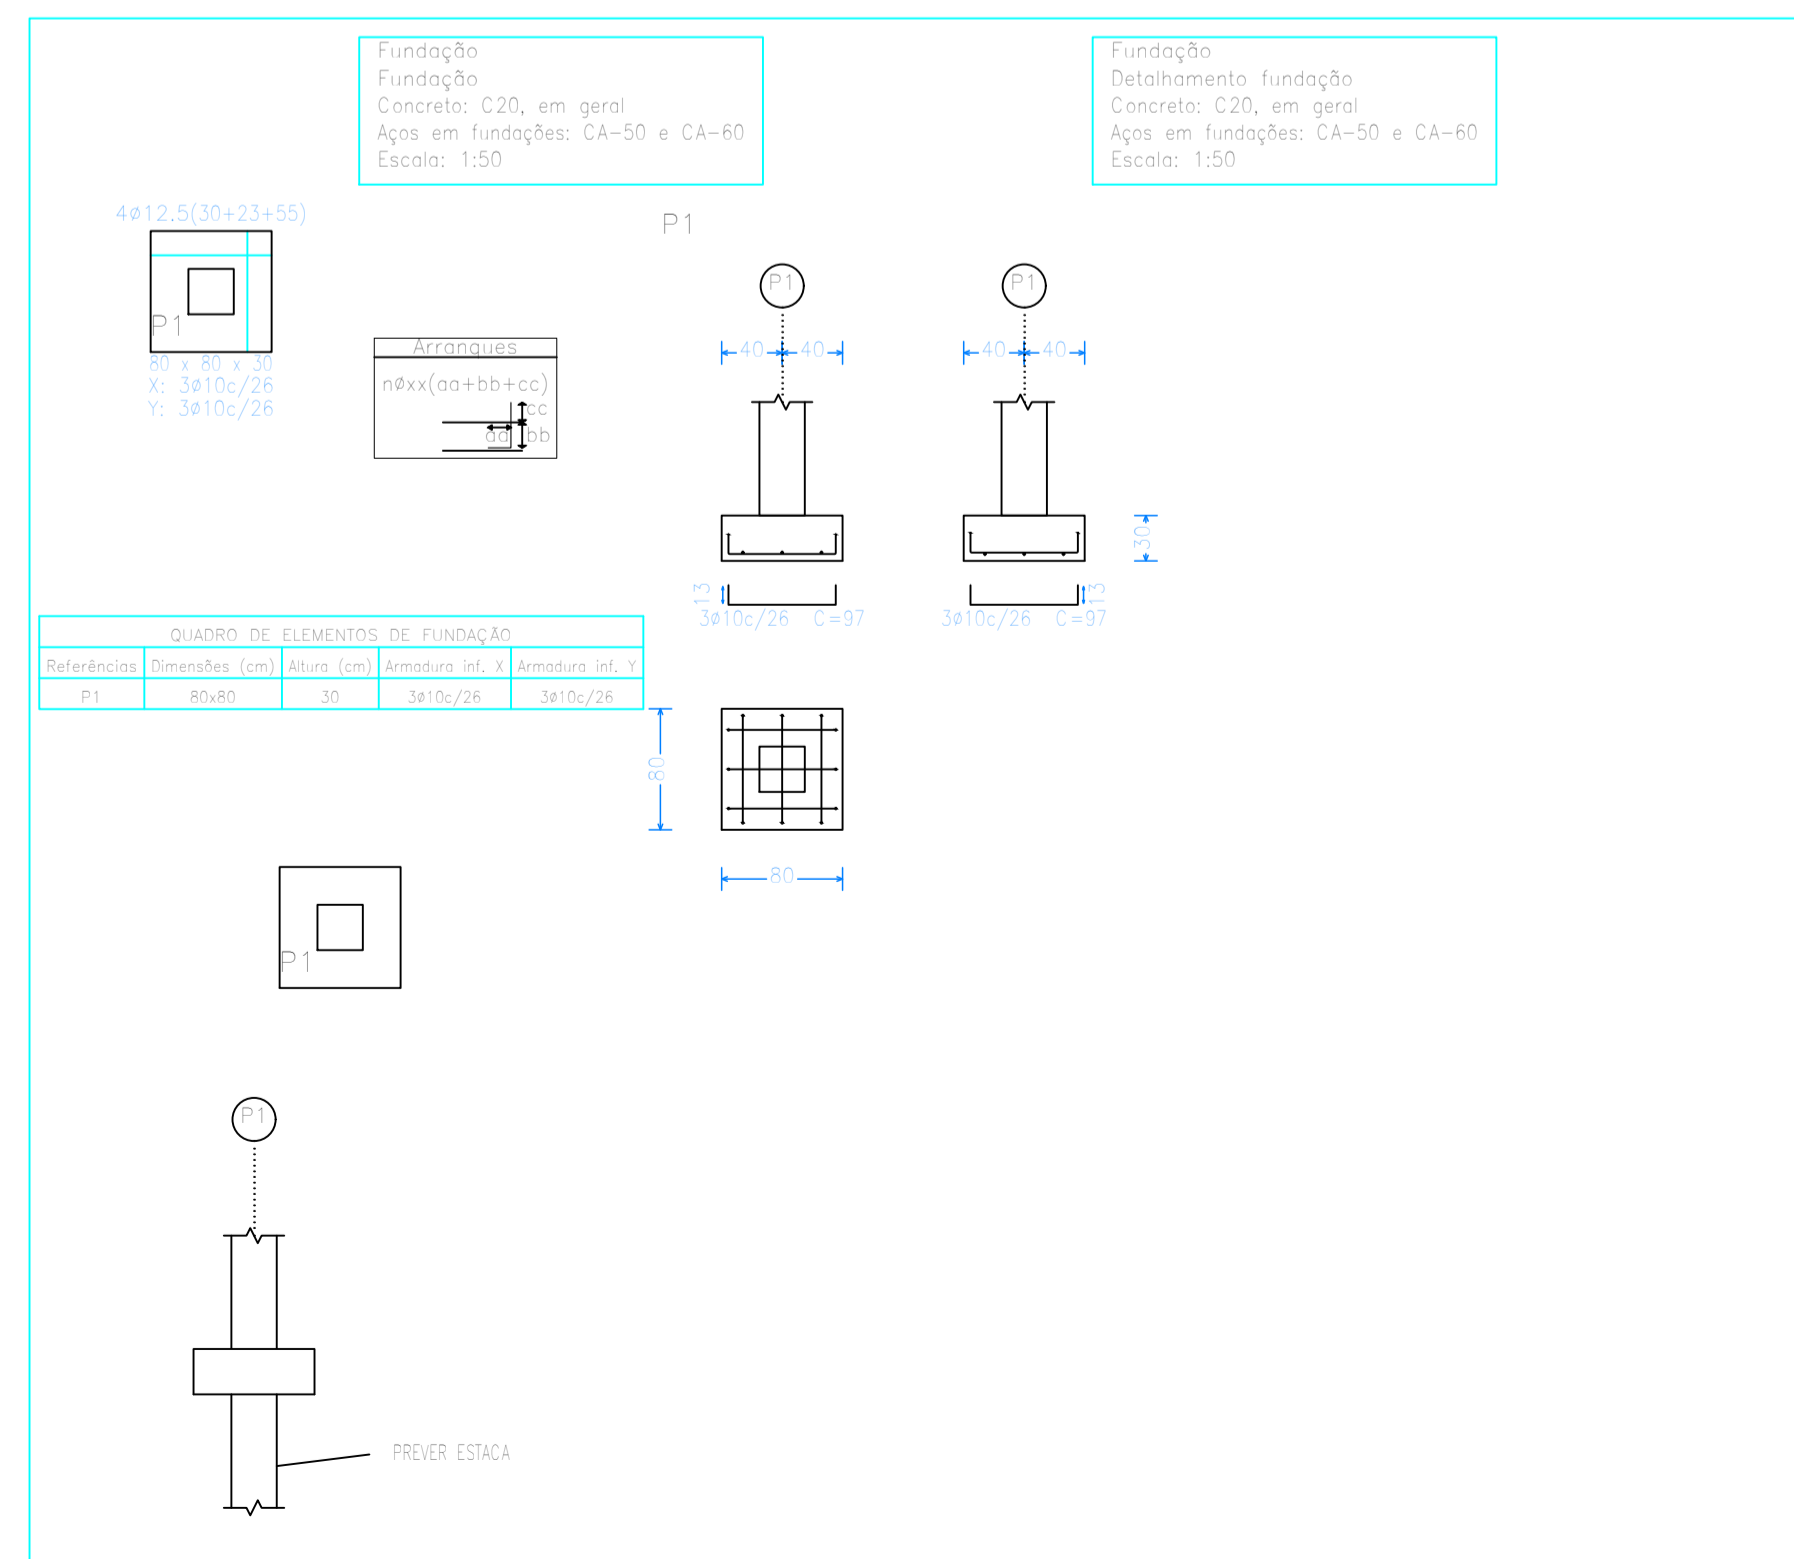 Fundação
Fundação
Concreto: C20, em geral
Aços em fundações: CA-50 e CA-60
Escala: 1:50
Fundação
Detalhamento fundação
Concreto: C20, em geral
Aços em fundações: CA-50 e CA-60
Escala: 1:50
4ø12.5(30+23+55)
P1
80 x 80 x 30
X: 3ø10c/26
Y: 3ø10c/26
Arranques
nØxx(aa+bb+cc)
cc
aa bb
P1
P1
P1
40 40
40 40
30
13
3ø10c/26 C=97
13
3ø10c/26 C=97
QUADRO DE ELEMENTOS DE FUNDAÇÃO
Referências Dimensões (cm) Altura (cm) Armadura inf. X Armadura inf. Y
P1 80x80 30 3ø10c/26 3ø10c/26
80
80
P1
P1
PREVER ESTACA